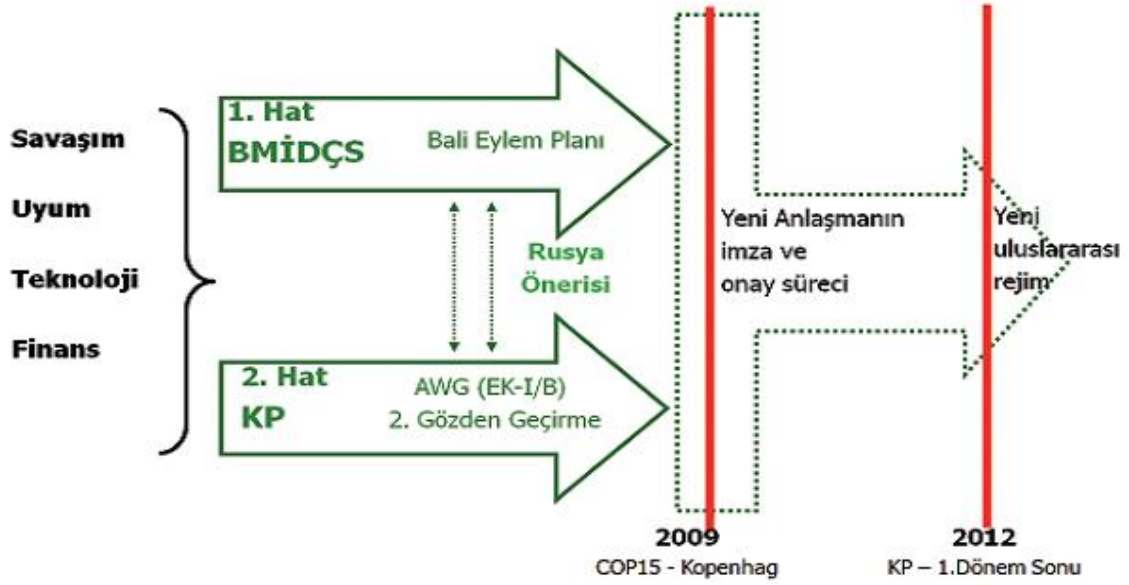 Savaşım
Uyum
Teknoloji
Finans
1. Hat
BMİDÇS
Bali Eylem Planı
Rusya
Önerisi
2. Hat
KP
AWG (EK-I/B)
2. Gözden Geçirme
Yeni Anlaşmanın
imza ve
onay süreci
Yeni
uluslararası
rejim
2009
COP15 - Kopenhag
2012
KP – 1.Dönem Sonu